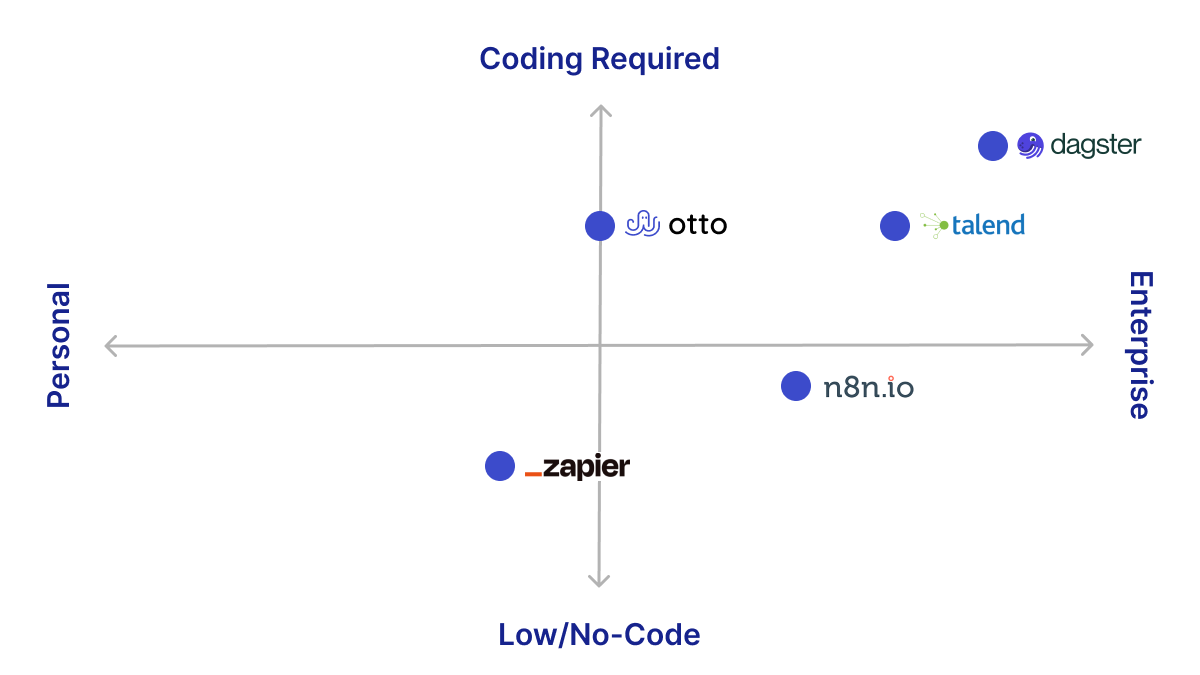 Coding Required
dagster
otto
talend
Personal
Enterprise
n8n.io
zapier
Low/No-Code